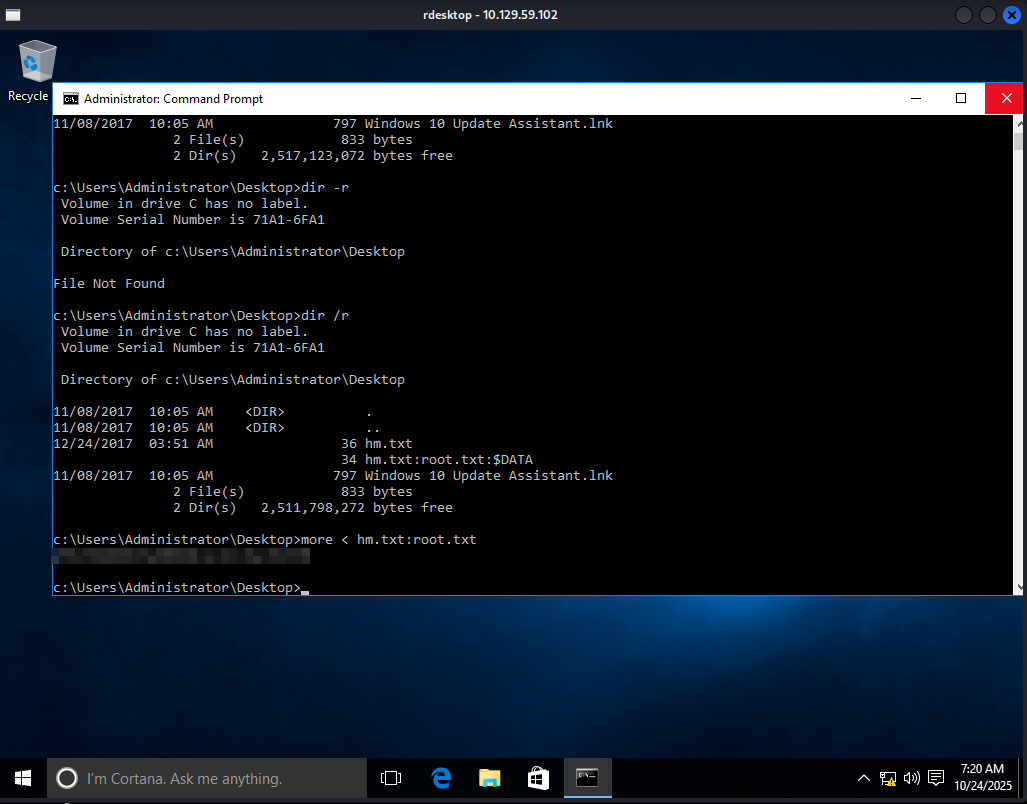 rdesktop - 10.129.59.102
Recycle
Administrator: Command Prompt
11/08/2017  10:05 AM               797 Windows 10 Update Assistant.lnk
               2 File(s)            833 bytes
               2 Dir(s)   2,517,123,072 bytes free
c:\Users\Administrator\Desktop>dir -r
 Volume in drive C has no label.
 Volume Serial Number is 71A1-6FA1
 Directory of c:\Users\Administrator\Desktop
File Not Found
c:\Users\Administrator\Desktop>dir /r
 Volume in drive C has no label.
 Volume Serial Number is 71A1-6FA1
 Directory of c:\Users\Administrator\Desktop
11/08/2017  10:05 AM    <DIR>          .
11/08/2017  10:05 AM    <DIR>          ..
12/24/2017  03:51 AM                36 hm.txt
                                    34 hm.txt:root.txt:$DATA
11/08/2017  10:05 AM               797 Windows 10 Update Assistant.lnk
               2 File(s)            833 bytes
               2 Dir(s)   2,511,798,272 bytes free
c:\Users\Administrator\Desktop>more < hm.txt:root.txt
c:\Users\Administrator\Desktop>_
I'm Cortana. Ask me anything.
7:20 AM
10/24/2025